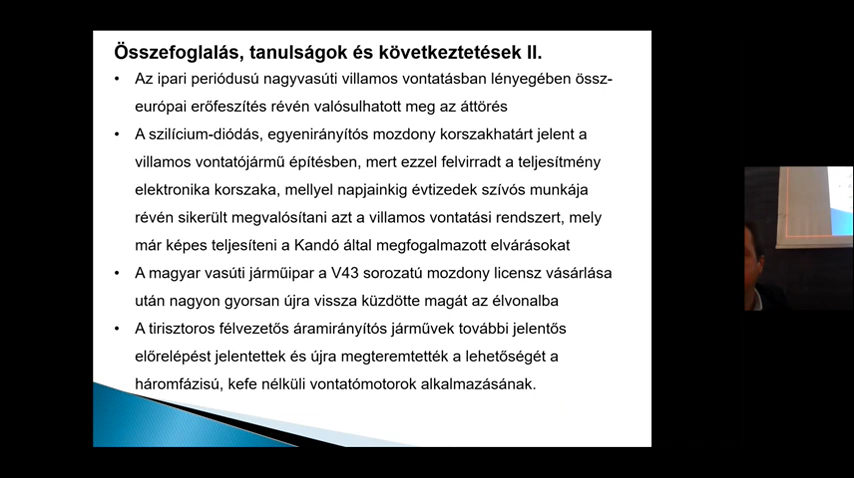 Összefoglalás, tanulságok és következtetések II.
• Az ipari periódusú nagyvasúti villamos vontatásban lényegében össz-
európai erőfeszítés révén valósulhatott meg az áttörés
• A szilícium-diódás, egyenirányítós mozdony korszakhatárt jelent a
villamos vontatójármű építésben, mert ezzel felvirradt a teljesítmény
elektronika korszaka, mellyel napjainkig évtizedek szívós munkája
révén sikerült megvalósítani azt a villamos vontatási rendszert, mely
már képes teljesíteni a Kandó által megfogalmazott elvárásokat
• A magyar vasúti járműipar a V43 sorozatú mozdony licensz vásárlása
után nagyon gyorsan újra vissza küzdötte magát az élvonalba
• A tirisztoros félvezetős áramirányítós járművek további jelentős
előrelépést jelentettek és újra megteremtették a lehetőségét a
háromfázisú, kefe nélküli vontatómotorok alkalmazásának.